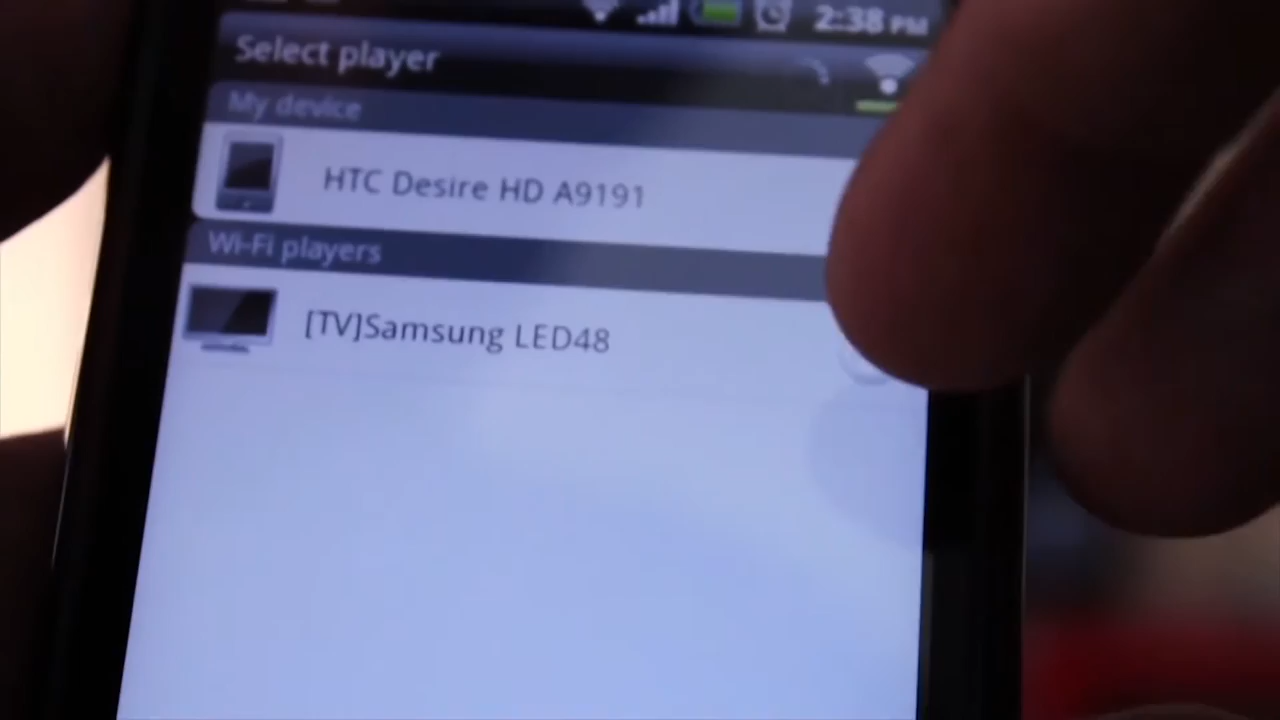 2:38 PM
Select player
My device
HTC Desire HD A9191
Wi-Fi players
[TV]Samsung LED48